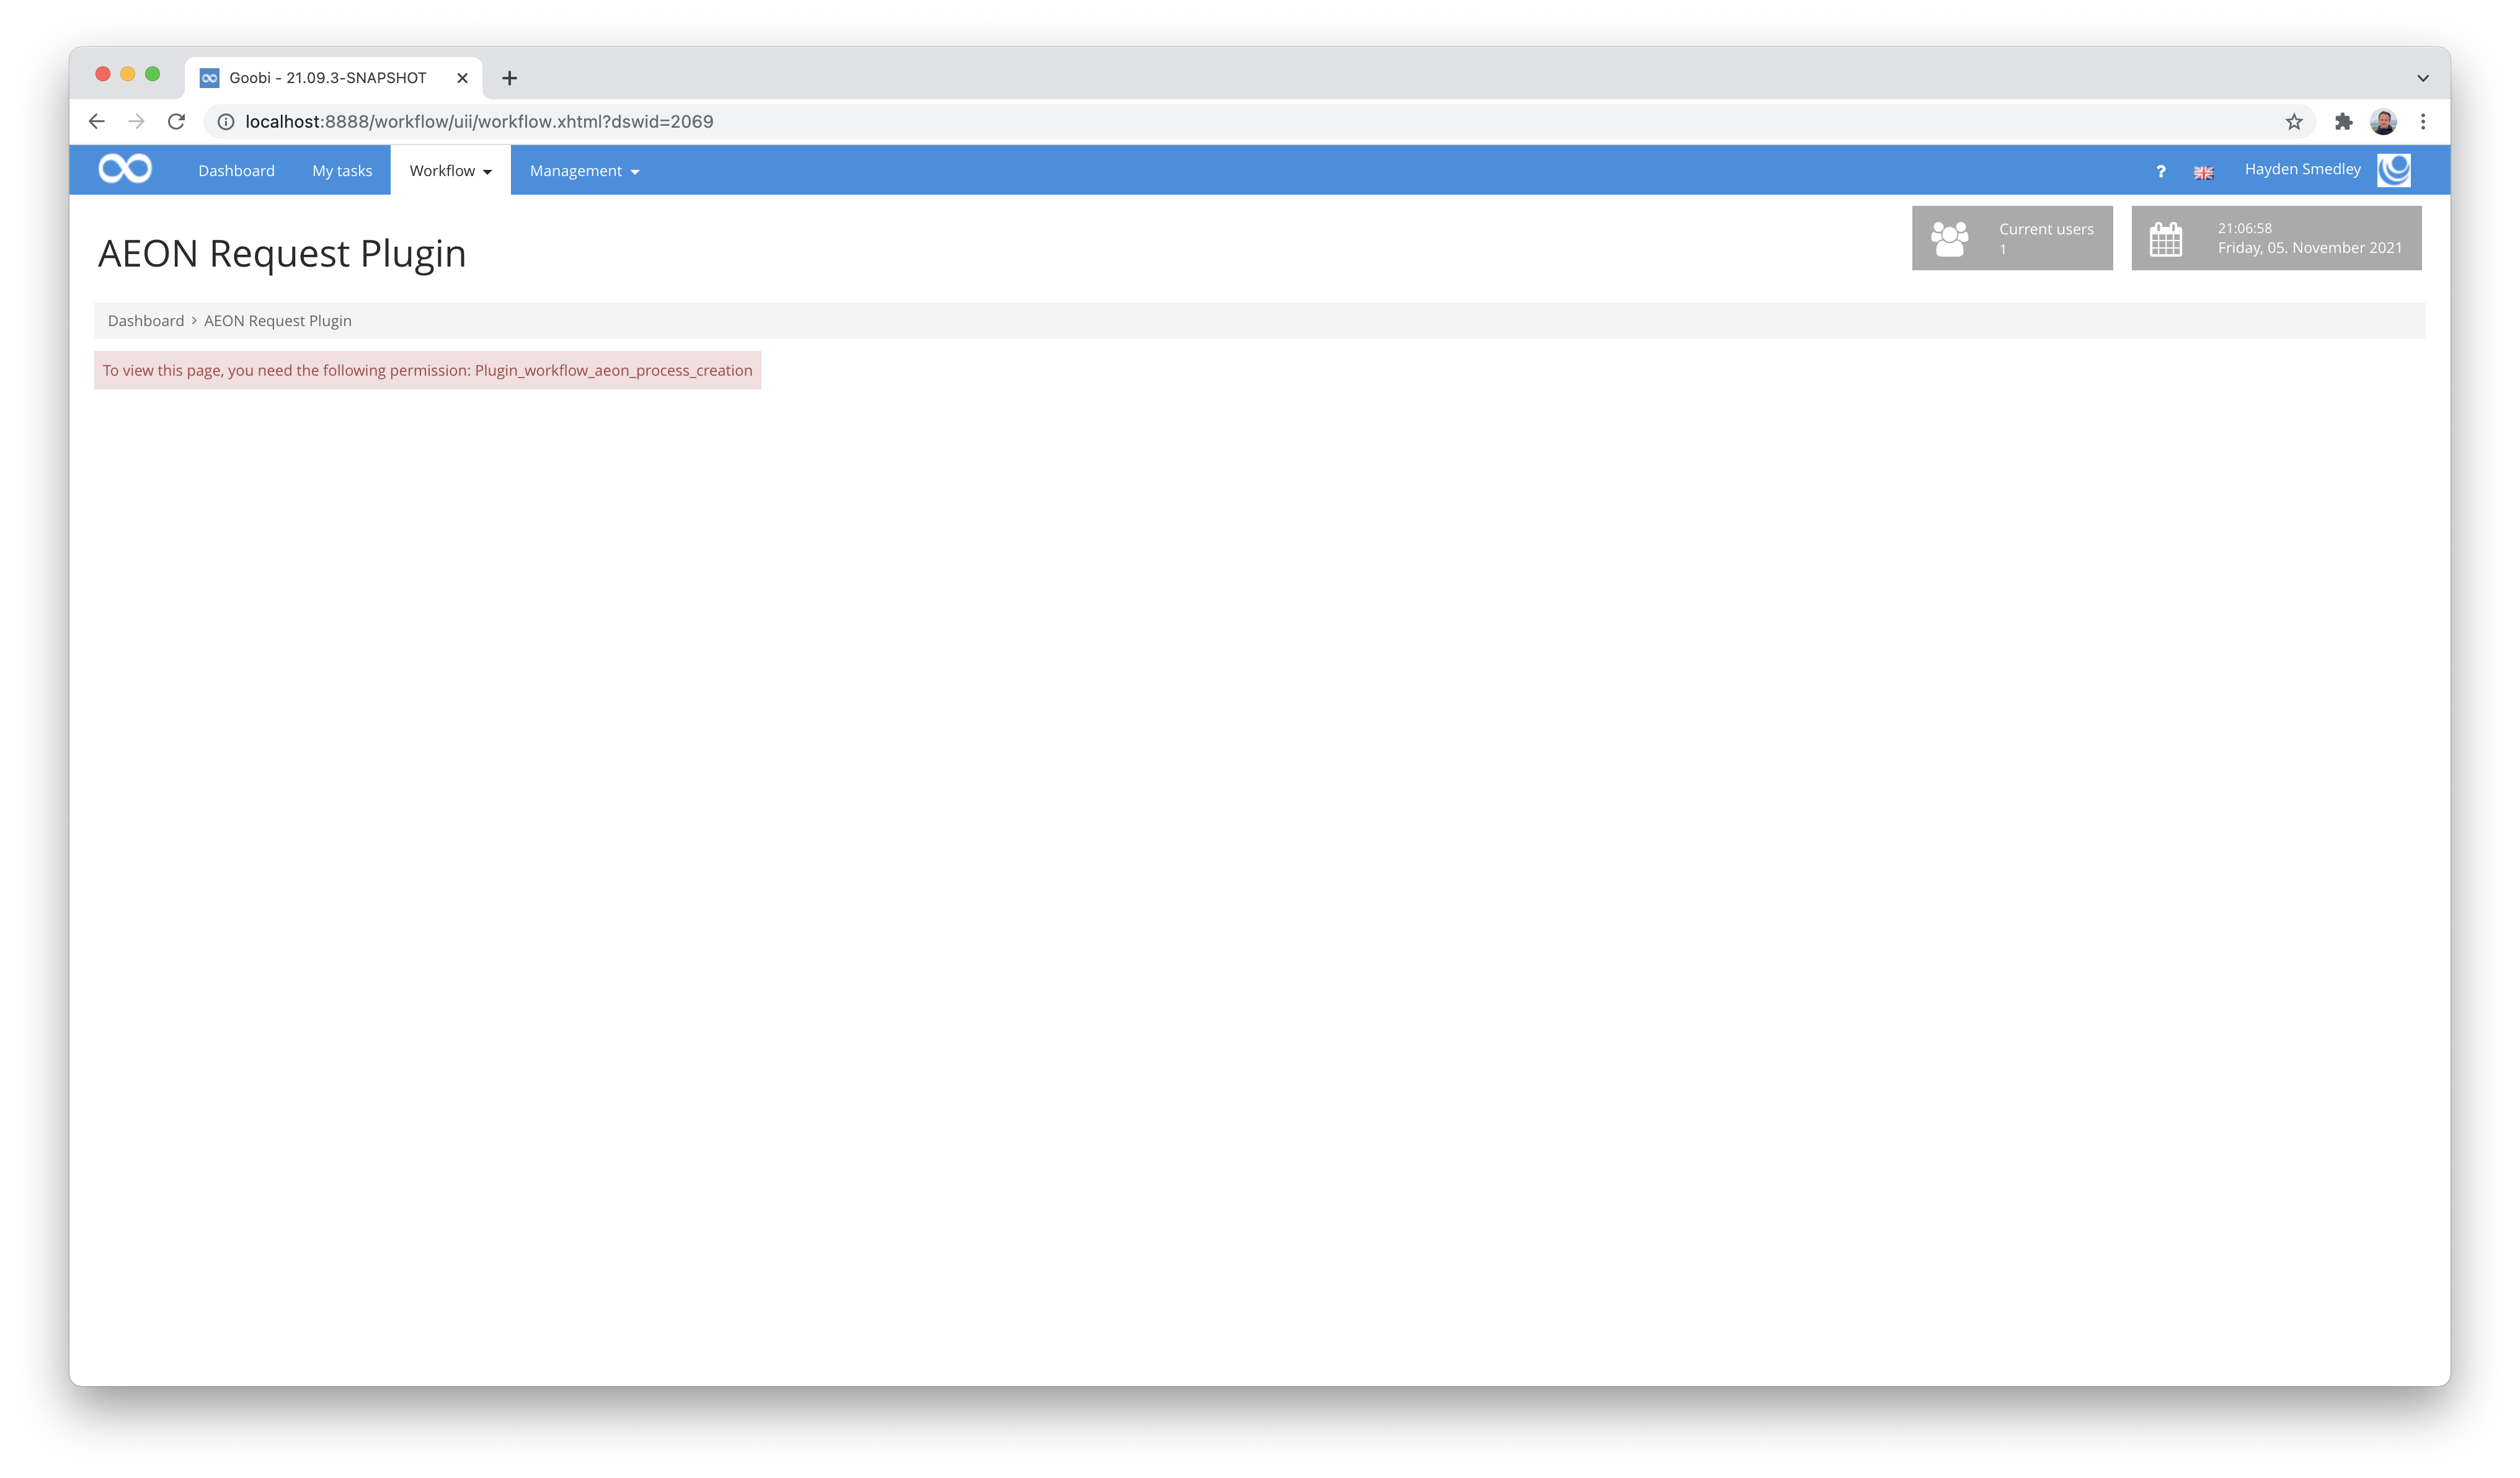 Goobi - 21.09.3-SNAPSHOT
localhost:8888/workflow/uii/workflow.xhtml?dswid=2069
Dashboard My tasks Workflow Management ? Hayden Smedley
AEON Request Plugin
Current users
1
21:06:58
Friday, 05. November 2021
Dashboard > AEON Request Plugin
To view this page, you need the following permission: Plugin_workflow_aeon_process_creation